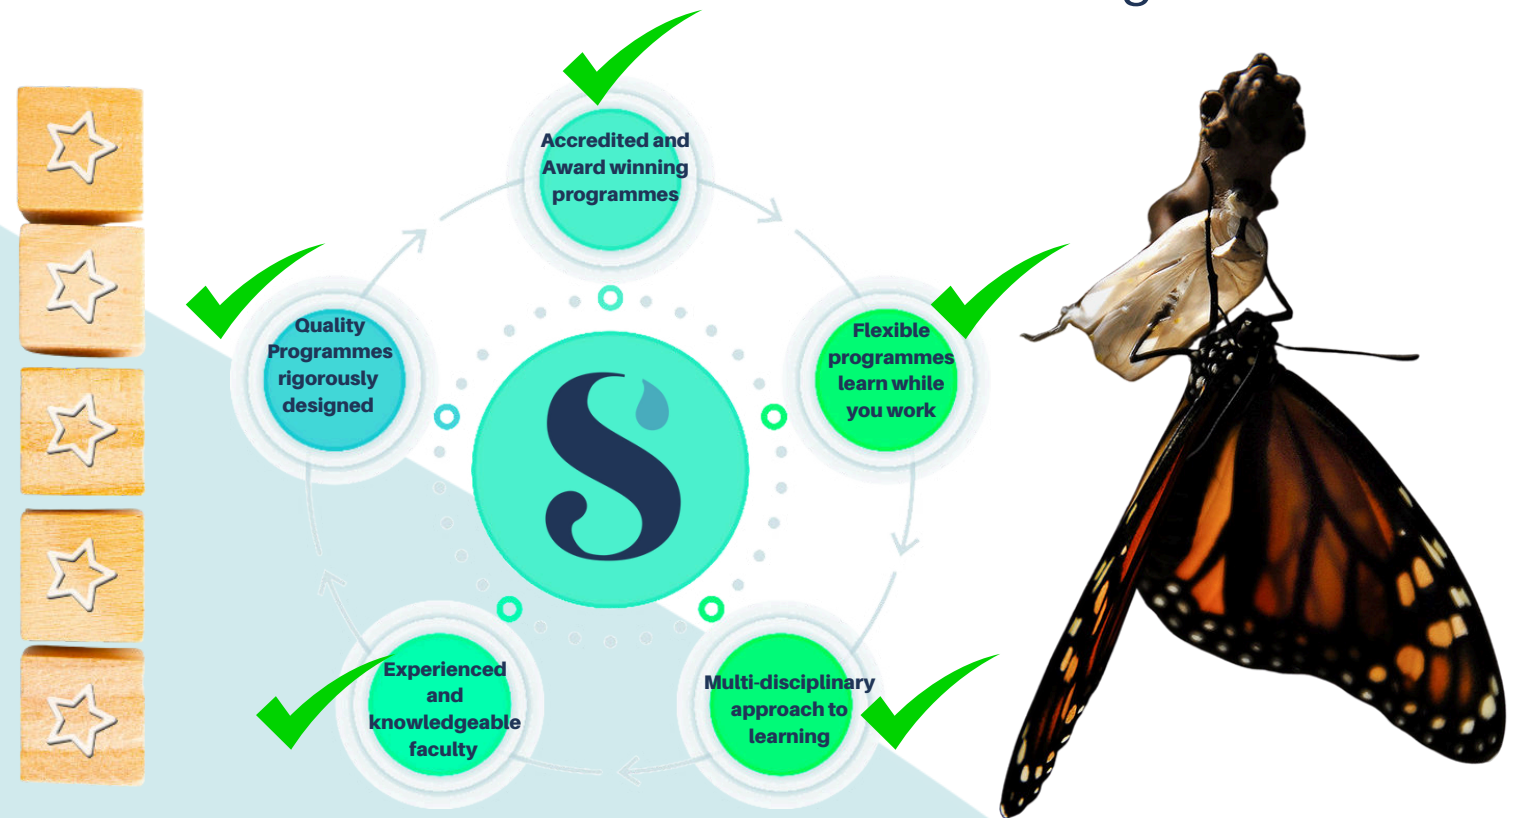 Accredited and
Award winning
programmes
Quality
Programmes
rigorously
designed
Flexible
programmes
learn while
you work
S
Experienced
and
knowledgeable
faculty
Multi-disciplinary
approach to
learning